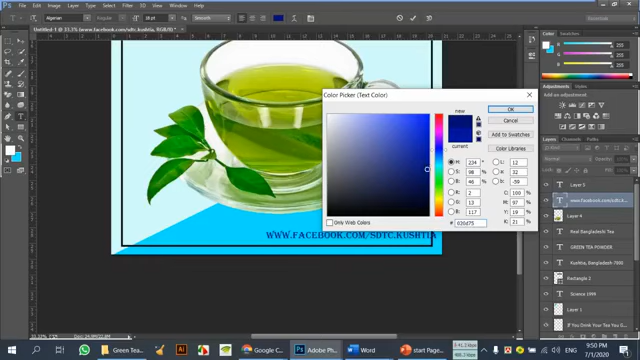 Ps File Edit Image Layer Type Select Filter View Window Help
Algerian Regular 18 pt Smooth
Untitled-1 @ 33.3% (www.facebook.com/sdtc.kushtia, RGB/8) *
Essentials
Color Picker (Text Color)
new
current
OK
Cancel
Add to Swatches
Color Libraries
H: 234 °
S: 98 %
B: 46 %
R: 2
G: 13
B: 117
L: 12
a: 32
b: -59
C: 100 %
M: 97 %
Y: 19 %
K: 21 %
# 020d75
Only Web Colors
WWW.FACEBOOK.COM/SDTC.KUSHTIA
Color Swatches
Adjustments Styles
Add an adjustment
Layers Channels Paths
Layer 5
www.facebook.com/sdtc.k...
Layer 4
Real Bangladeshi Tea
GREEN TEA POWDER
Kushtia, Bangladesh-7000
Rectangle 2
Science 1994
Layer 1
If You Drink Your Tea You D...
33.33%
Green Tea...
Google C...
Adobe Ph...
Word
start Page...
ENG
9:50 PM
7/1/2020